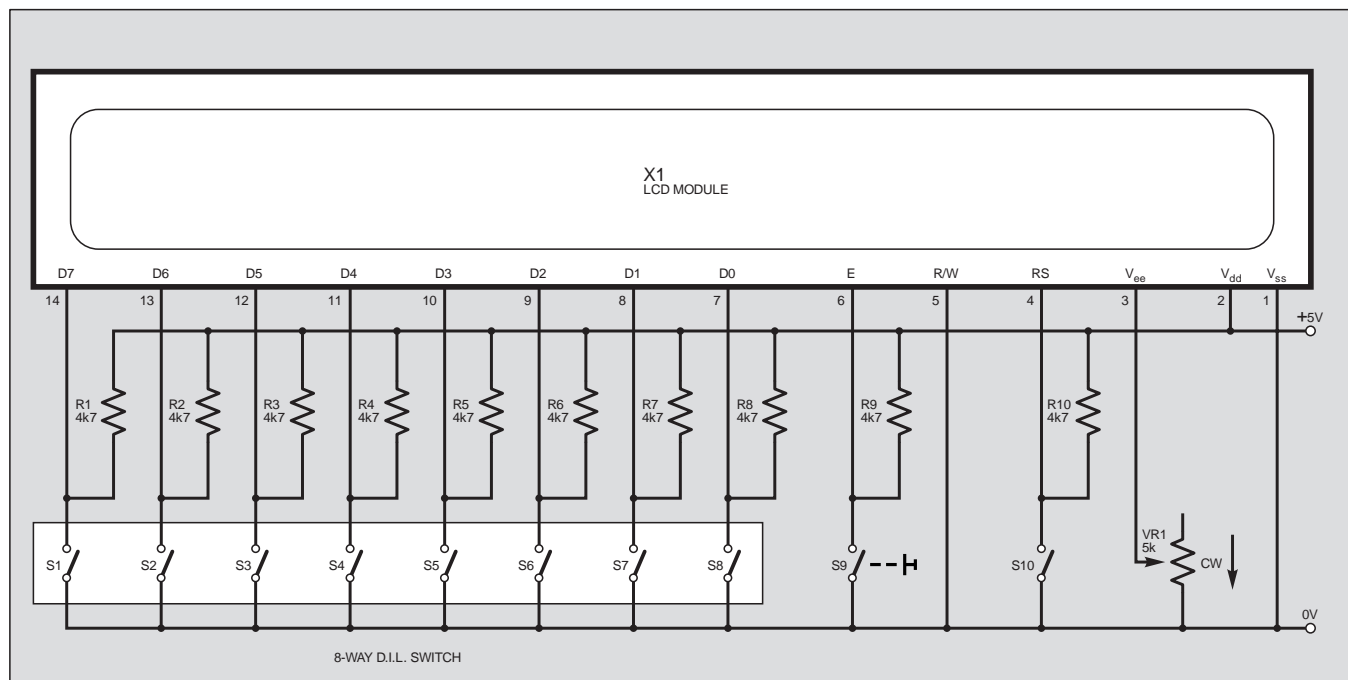 X1
LCD MODULE
D7 D6 D5 D4 D3 D2 D1 D0 E R/W RS Vee Vdd Vss
14 13 12 11 10 9 8 7 6 5 4 3 2 1
+5V
R1 R2 R3 R4 R5 R6 R7 R8 R9 R10
4k7 4k7 4k7 4k7 4k7 4k7 4k7 4k7 4k7 4k7
VR1
5k
S1 S2 S3 S4 S5 S6 S7 S8 S9 S10 CW
0V
8-WAY D.I.L. SWITCH